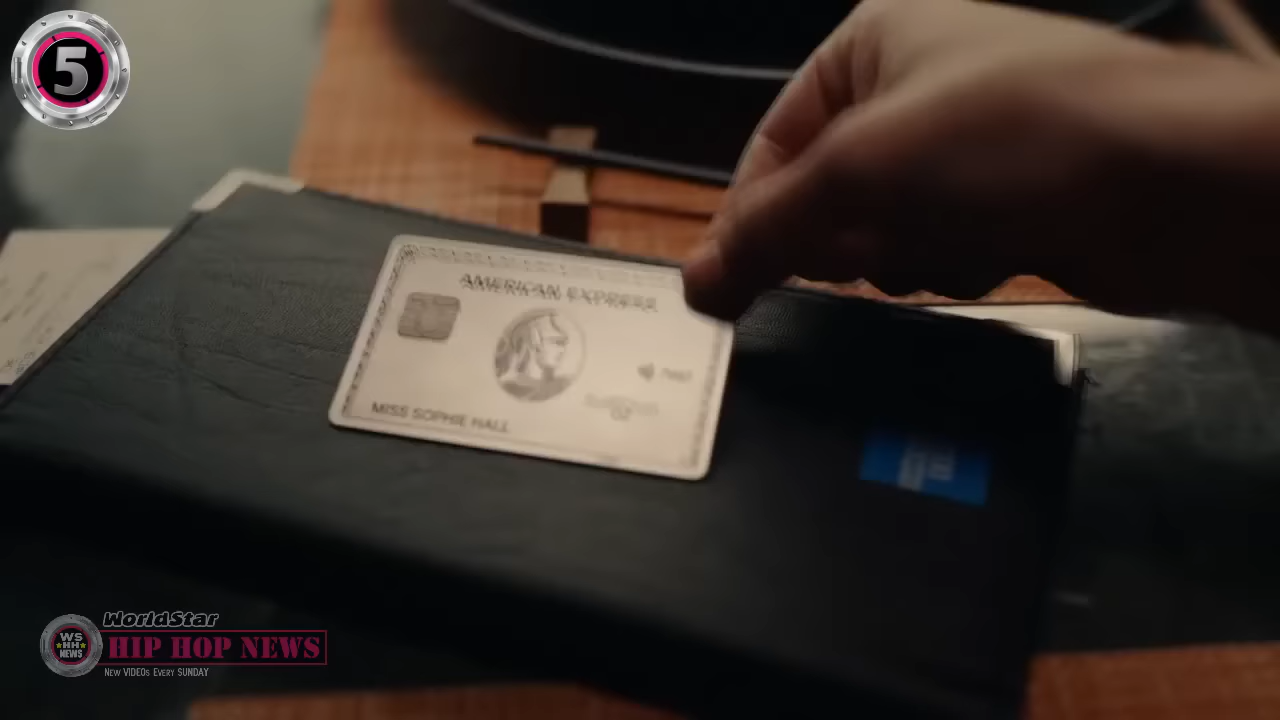 5
AMERICAN EXPRESS
MISS SOPHIE HALL
WorldStar
WS
HH
NEWS
HIP HOP NEWS
NEW VIDEOS EVERY SUNDAY